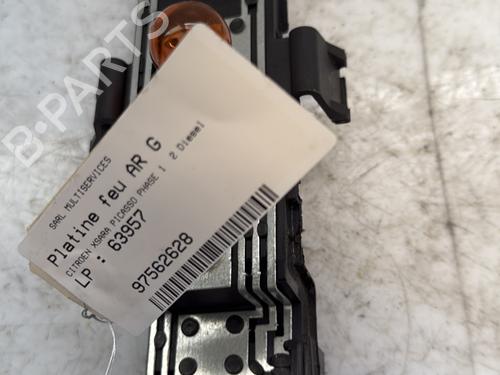 B-PARTS
SARL MULTISERVICES
Platine feu AR G
CITROEN XSARA PICASSO PHASE 1 2 Diesel
LP : 63957
97562628